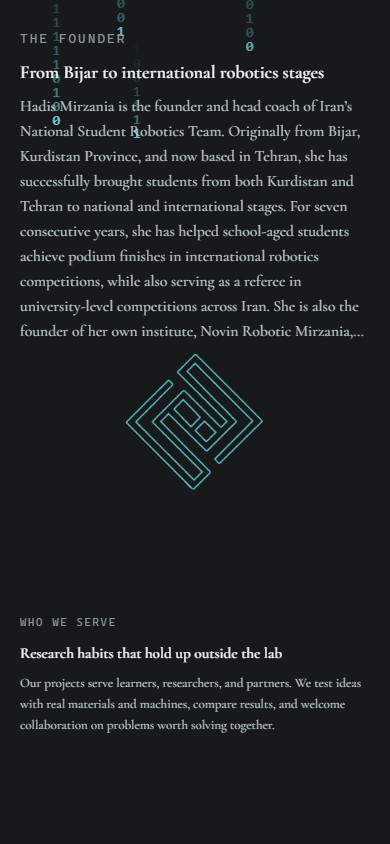 THE FOUNDER
From Bijar to international robotics stages
Hadis Mirzania is the founder and head coach of Iran's
National Student Robotics Team. Originally from Bijar,
Kurdistan Province, and now based in Tehran, she has
successfully brought students from both Kurdistan and
Tehran to national and international stages. For seven
consecutive years, she has helped school-aged students
achieve podium finishes in international robotics
competitions, while also serving as a referee in
university-level competitions across Iran. She is also the
founder of her own institute, Novin Robotic Mirzania,...
WHO WE SERVE
Research habits that hold up outside the lab
Our projects serve learners, researchers, and partners. We test ideas
with real materials and machines, compare results, and welcome
collaboration on problems worth solving together.